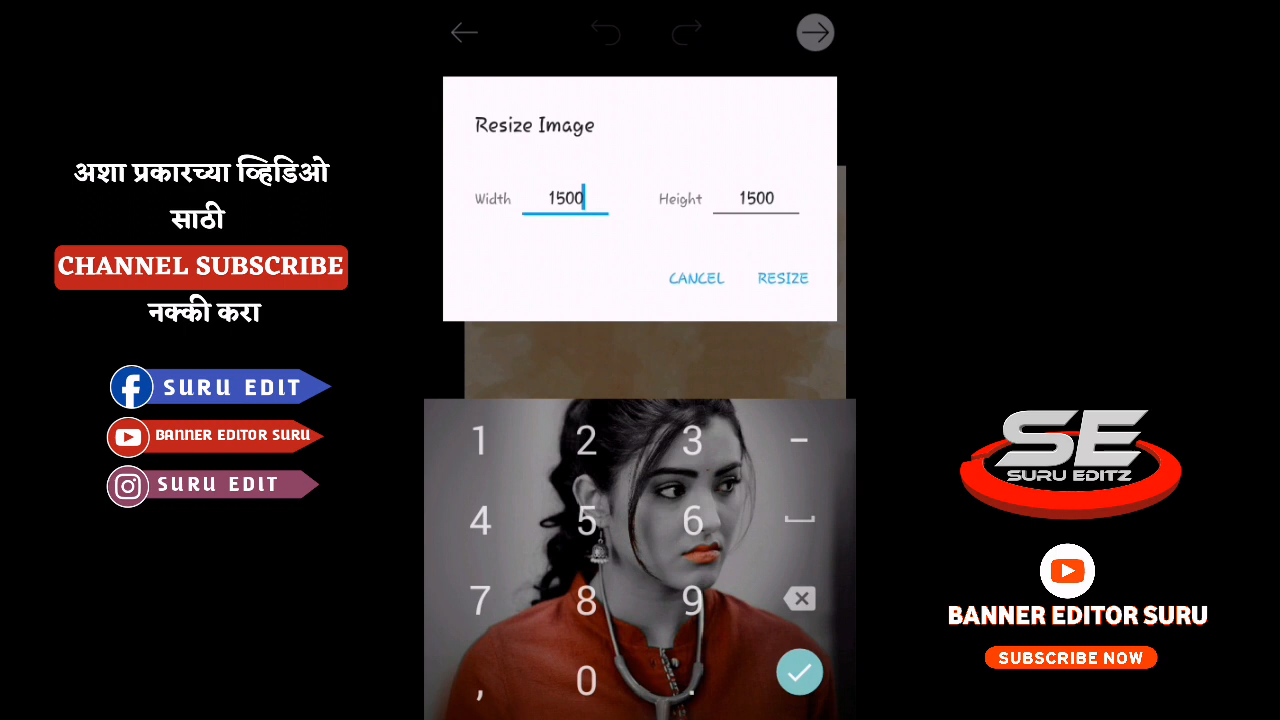 अशा प्रकारच्या व्हिडिओ
साठी
CHANNEL SUBSCRIBE
नक्की करा
SURU EDIT
BANNER EDITOR SURU
SURU EDIT
Resize Image
Width 1500 Height 1500
CANCEL RESIZE
1 2 3 -
4 5 6
7 8 9
, 0 .
SE
SURU EDITZ
BANNER EDITOR SURU
SUBSCRIBE NOW